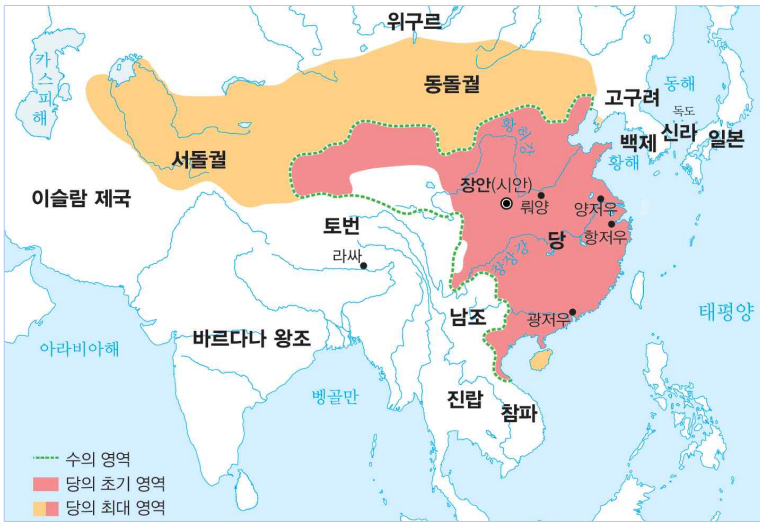 위구르
카스피해
동돌궐
고구려
동해
독도
황허강
백제
신라
일본
서돌궐
황해
장안(시안)
뤄양
양저우
이슬람 제국
토번
당
항저우
라싸
창장강
남조
광저우
태평양
바르다나 왕조
아라비아해
벵골만
진랍
참파
수의 영역
당의 초기 영역
당의 최대 영역